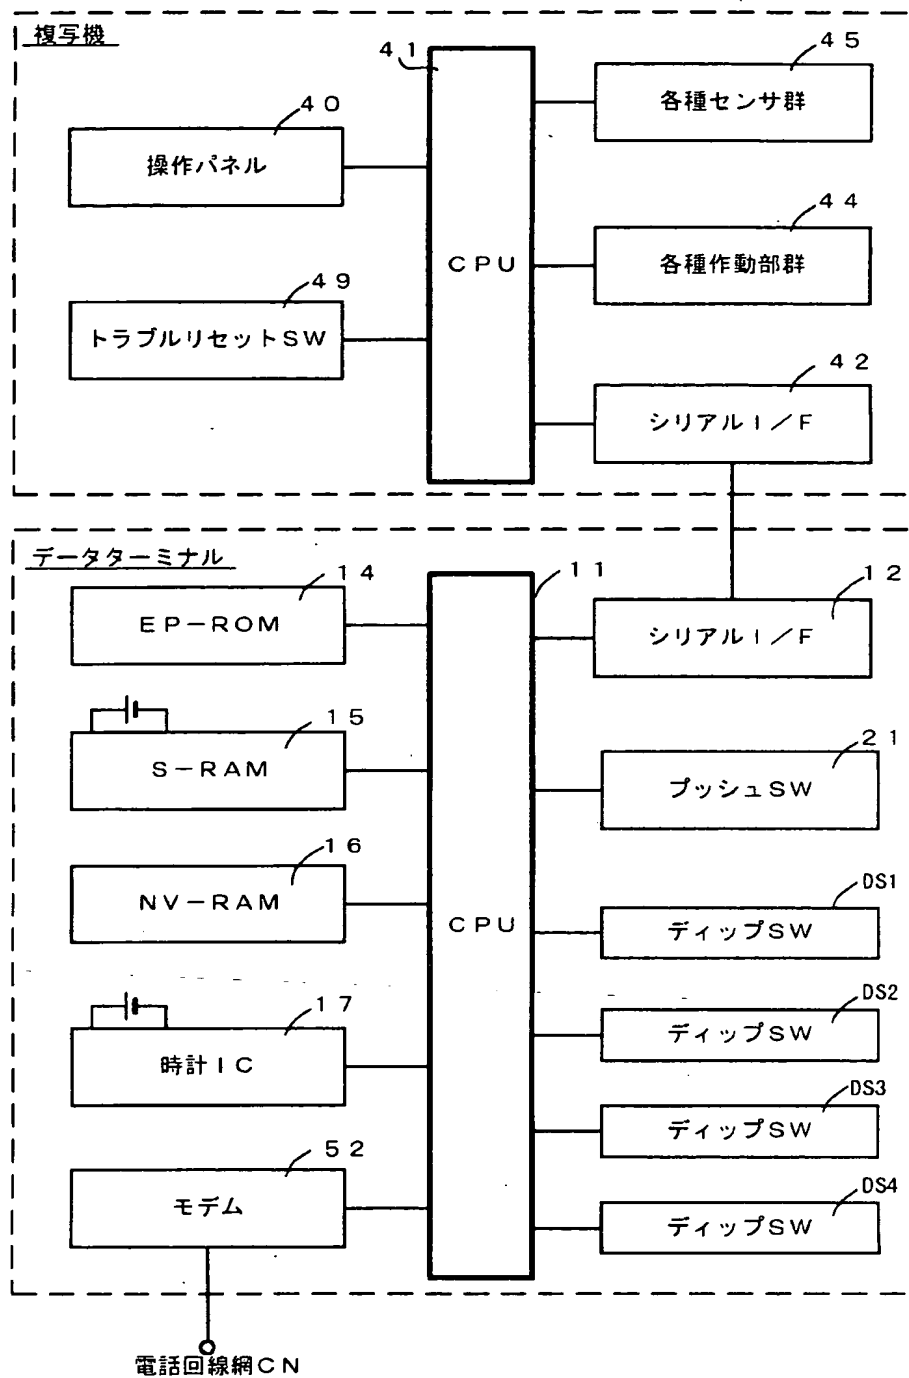 複写機
41
45
各種センサ群
40
操作パネル
44
CPU
各種作動部群
49
トラブルリセットSW
42
シリアルI/F
データターミナル
14
EP-ROM
11
12
シリアルI/F
15
S-RAM
21
プッシュSW
16
NV-RAM
CPU
DS1
ディップSW
17
時計IC
DS2
ディップSW
DS3
ディップSW
52
モデム
DS4
ディップSW
電話回線網CN